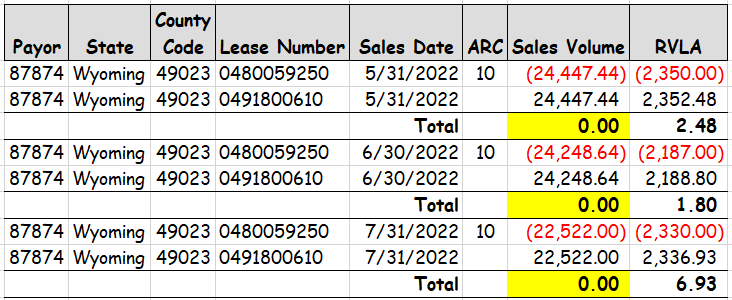 Payor State County Code Lease Number Sales Date ARC Sales Volume RVLA
87874 Wyoming 49023 0480059250 5/31/2022 10 (24,447.44) (2,350.00)
87874 Wyoming 49023 0491800610 5/31/2022 24,447.44 2,352.48
Total 0.00 2.48
87874 Wyoming 49023 0480059250 6/30/2022 10 (24,248.64) (2,187.00)
87874 Wyoming 49023 0491800610 6/30/2022 24,248.64 2,188.80
Total 0.00 1.80
87874 Wyoming 49023 0480059250 7/31/2022 10 (22,522.00) (2,330.00)
87874 Wyoming 49023 0491800610 7/31/2022 22,522.00 2,336.93
Total 0.00 6.93